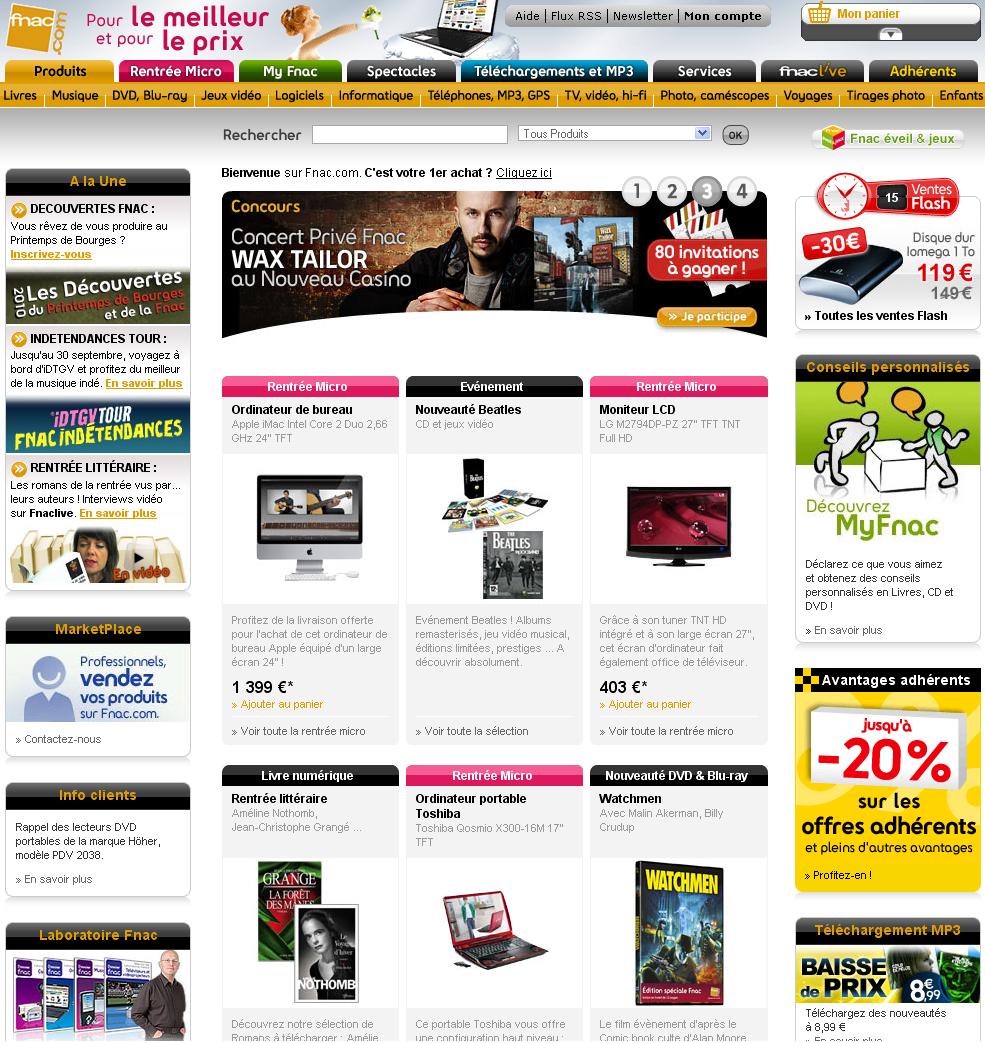 fnac.com
Pour le meilleur
et pour le prix
Aide | Flux RSS | Newsletter | Mon compte
Mon panier
Produits
Rentrée Micro
My Fnac
Spectacles
Téléchargements et MP3
Services
fnaclive
Adhérents
Livres
Musique
DVD, Blu-ray
Jeux vidéo
Logiciels
Informatique
Téléphones, MP3, GPS
TV, vidéo, hi-fi
Photo, caméscopes
Voyages
Tirages photo
Enfants
Rechercher
Tous Produits
OK
Fnac éveil & jeux
A la Une
DECOUVERTES FNAC :
Vous rêvez de vous produire au
Printemps de Bourges ?
Inscrivez-vous
2010
Les Découvertes
du Printemps de Bourges
et de la Fnac
INDETENDANCES TOUR :
Jusqu'au 30 septembre, voyagez à
bord d'iDTGV et profitez du meilleur
de la musique indé. En savoir plus
iDTGV TOUR
FNAC INDÉTENDANCES
RENTRÉE LITTÉRAIRE :
Les romans de la rentrée vus par...
leurs auteurs ! Interviews vidéo
sur Fnaclive. En savoir plus
En vidéo
MarketPlace
Professionnels,
vendez
vos produits
sur Fnac.com.
» Contactez-nous
Info clients
Rappel des lecteurs DVD
portables de la marque Höher,
modèle PDV 2038.
» En savoir plus
Laboratoire Fnac
Bienvenue sur Fnac.com. C'est votre 1er achat ? Cliquez ici
1 2 3 4
Concours
Concert Privé Fnac
WAX TAILOR
au Nouveau Casino
80 invitations
à gagner !
» Je participe
Rentrée Micro
Ordinateur de bureau
Apple iMac Intel Core 2 Duo 2,66
GHz 24" TFT
Profitez de la livraison offerte
pour l'achat de cet ordinateur de
bureau Apple équipé d'un large
écran 24" !
1 399 €*
» Ajouter au panier
» Voir toute la rentrée micro
Evénement
Nouveauté Beatles
CD et jeux vidéo
THE BEATLES
ROCKBAND
Evénement Beatles ! Albums
remasterisés, jeu vidéo musical,
éditions limitées, prestiges ... A
découvrir absolument.
» Voir toute la sélection
Rentrée Micro
Moniteur LCD
LG M2794DP-PZ 27" TFT TNT
Full HD
Grâce à son tuner TNT HD
intégré et à son large écran 27",
cet écran d'ordinateur fait
également office de téléviseur.
403 €*
» Ajouter au panier
» Voir toute la rentrée micro
Livre numérique
Rentrée littéraire
Améline Nothomb,
Jean-Christophe Grangé ...
GRANGE
LA FORÊT
DES MÂNES
Le Voyage
d'hiver
NOTHOMB
Découvrez notre sélection de
Romans à télécharger : Amélie
Rentrée Micro
Ordinateur portable
Toshiba
Toshiba Qosmio X300-16M 17"
TFT
Ce portable Toshiba vous offre
une configuration haut niveau :
Nouveauté DVD & Blu-ray
Watchmen
Avec Malin Akerman, Billy
Crudup
WATCHMEN
Édition spéciale Fnac
Le film évènement d'après le
Comic book culte d'Alan Moore
15
Ventes
Flash
-30€
Disque dur
Iomega 1 To
119 €
149€
» Toutes les ventes Flash
Conseils personnalisés
Découvrez
MyFnac
Déclarez ce que vous aimez
et obtenez des conseils
personnalisés en Livres, CD et
DVD !
» En savoir plus
Avantages adhérents
jusqu'à
-20%
sur les
offres adhérents
et pleins d'autres avantages
» Profitez-en !
Téléchargement MP3
BAISSE
DE PRIX
8€,99
Téléchargez des nouveautés
à 8,99 €
» En savoir plus